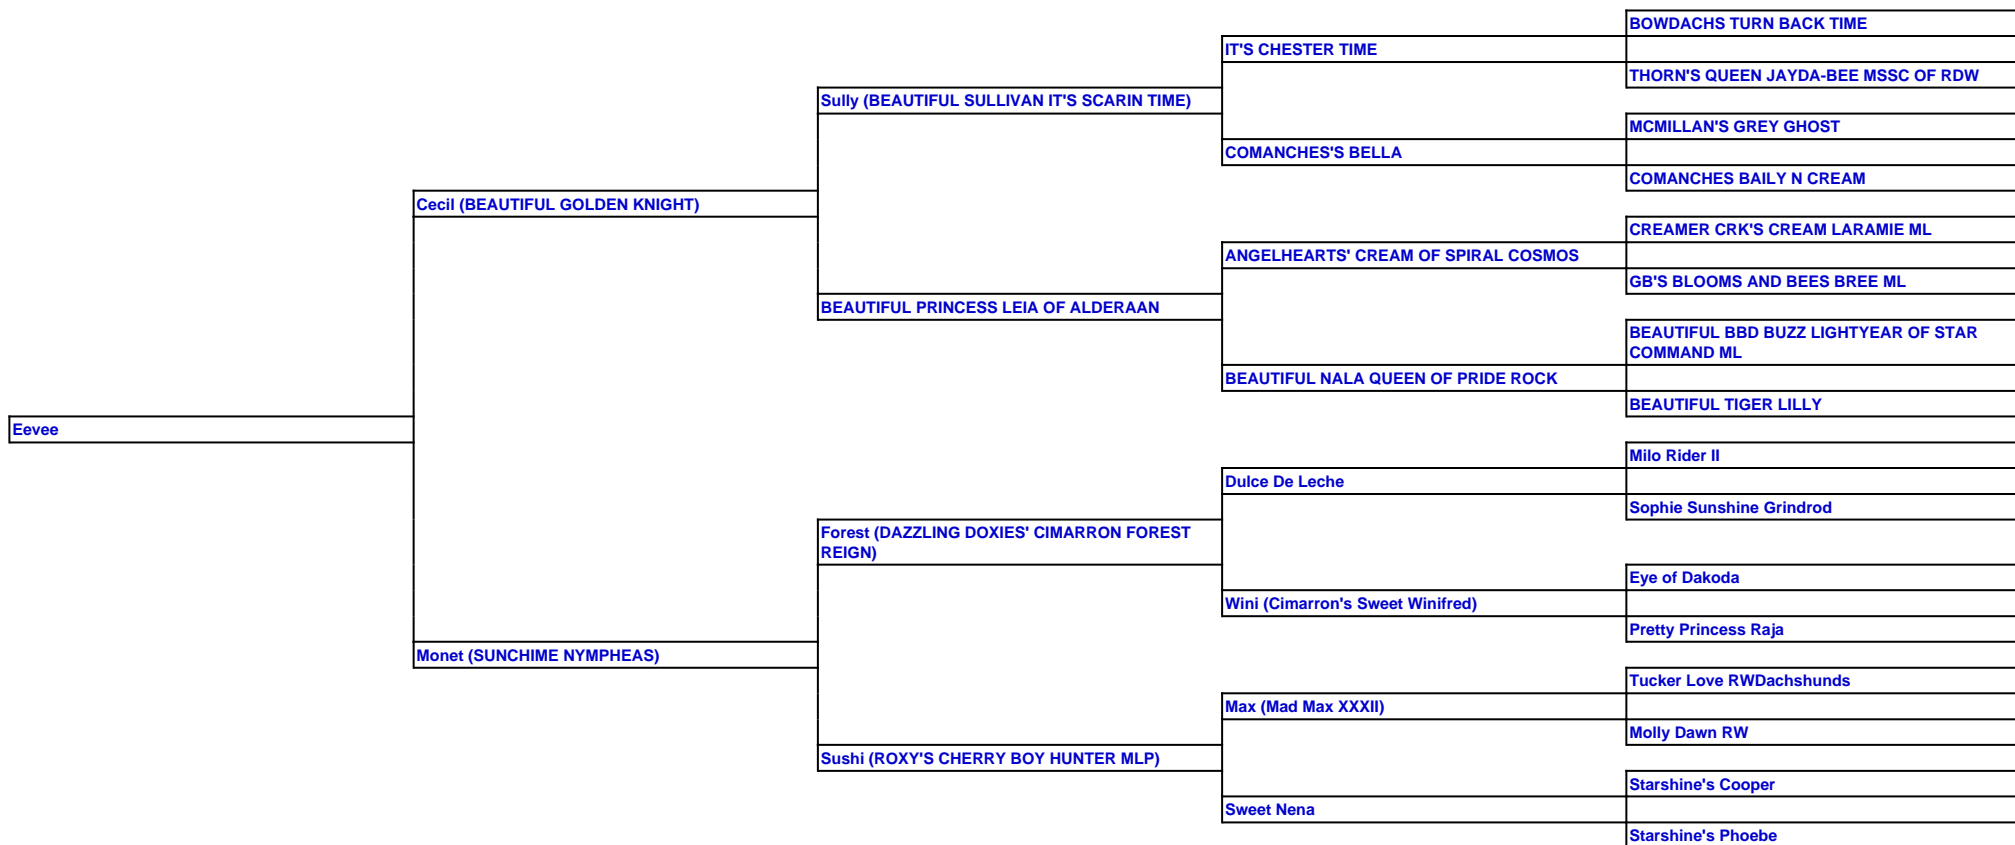 BOWDACHS TURN BACK TIME
IT'S CHESTER TIME
THORN'S QUEEN JAYDA-BEE MSSC OF RDW
Sully (BEAUTIFUL SULLIVAN IT'S SCARIN TIME)
MCMILLAN'S GREY GHOST
COMANCHES'S BELLA
COMANCHES BAILY N CREAM
Cecil (BEAUTIFUL GOLDEN KNIGHT)
CREAMER CRK'S CREAM LARAMIE ML
ANGELHEARTS' CREAM OF SPIRAL COSMOS
GB'S BLOOMS AND BEES BREE ML
BEAUTIFUL PRINCESS LEIA OF ALDERAAN
BEAUTIFUL BBD BUZZ LIGHTYEAR OF STAR
COMMAND ML
BEAUTIFUL NALA QUEEN OF PRIDE ROCK
BEAUTIFUL TIGER LILLY
Eevee
Milo Rider II
Dulce De Leche
Sophie Sunshine Grindrod
Forest (DAZZLING DOXIES' CIMARRON FOREST
REIGN)
Eye of Dakoda
Wini (Cimarron's Sweet Winifred)
Pretty Princess Raja
Monet (SUNCHIME NYMPHEAS)
Tucker Love RWDachshunds
Max (Mad Max XXXII)
Molly Dawn RW
Sushi (ROXY'S CHERRY BOY HUNTER MLP)
Starshine's Cooper
Sweet Nena
Starshine's Phoebe